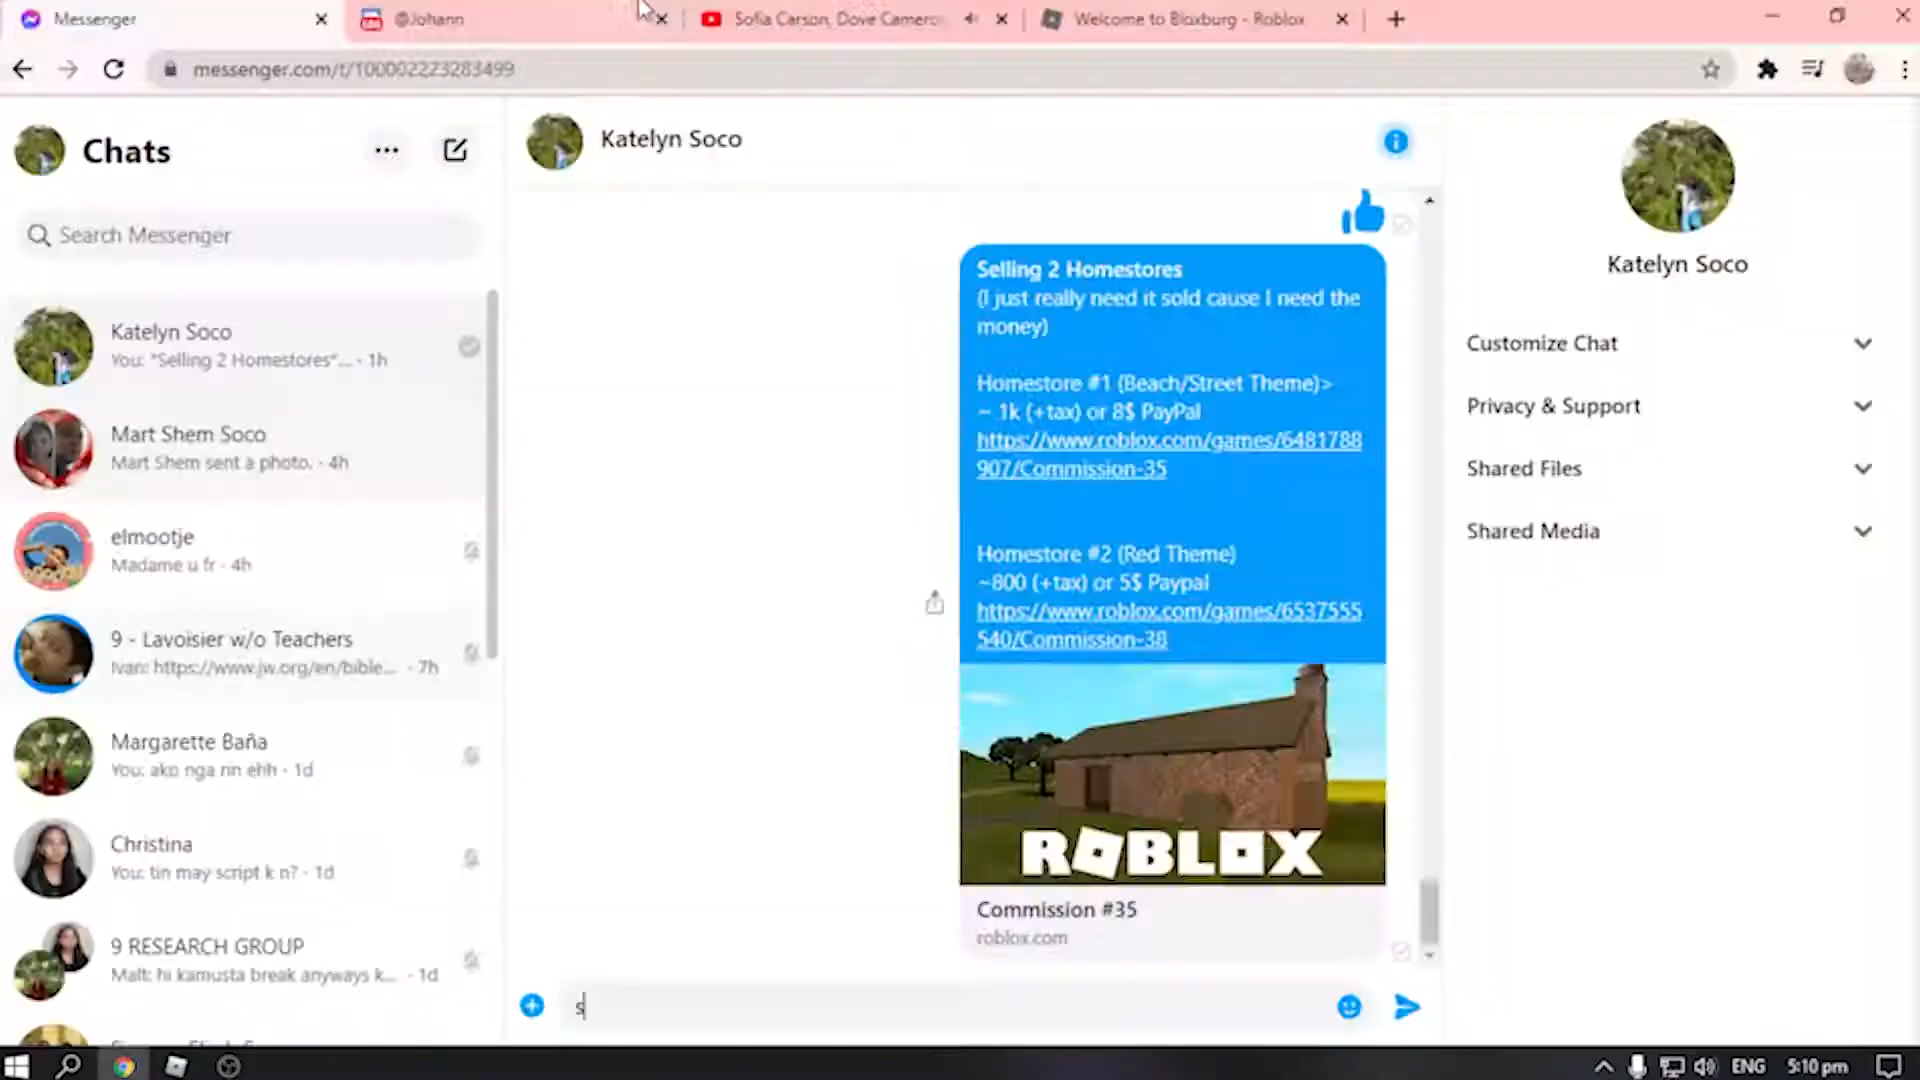 Messenger
@Johann
Sofia Carson, Dove Cameron
Welcome to Bloxburg - Roblox
messenger.com/t/100002223283499
Chats
Search Messenger
Katelyn Soco
You: *Selling 2 Homestores*... · 1h
Mart Shem Soco
Mart Shem sent a photo. · 4h
elmootje
Madame u fr · 4h
9 - Lavoisier w/o Teachers
Ivan: https://www.jw.org/en/bible... · 7h
Margarette Baña
You: ako nga rin ehh · 1d
Christina
You: tin may script k n? · 1d
9 RESEARCH GROUP
Malt: hi kamusta break anyways k... · 1d
Katelyn Soco
Selling 2 Homestores
(I just really need it sold cause I need the
money)
Homestore #1 (Beach/Street Theme)>
~ 1k (+tax) or 8$ PayPal
https://www.roblox.com/games/6481788
907/Commission-35
Homestore #2 (Red Theme)
~800 (+tax) or 5$ Paypal
https://www.roblox.com/games/6537555
540/Commission-38
ROBLOX
Commission #35
roblox.com
s
Katelyn Soco
Customize Chat
Privacy & Support
Shared Files
Shared Media
ENG
5:10 pm